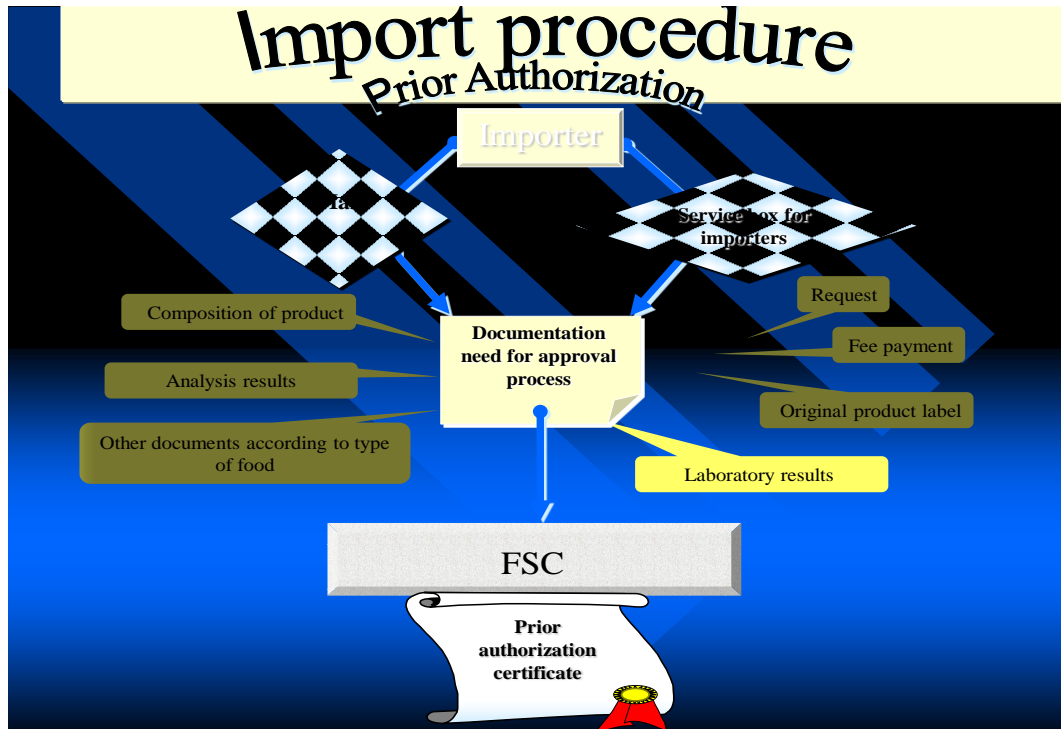 Import procedure
Prior Authorization
Importer
Service box for
importers
Composition of product
Analysis results
Other documents according to type
of food
Documentation
need for approval
process
Request
Fee payment
Original product label
Laboratory results
FSC
Prior
authorization
certificate